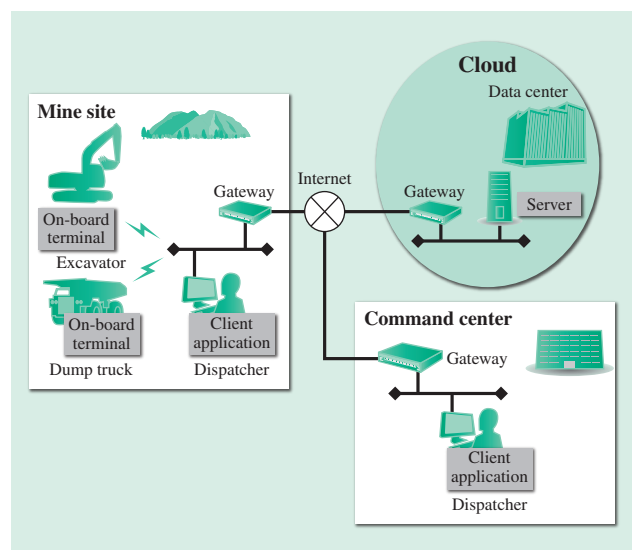 Mine site
On-board
terminal
Excavator
On-board
terminal
Dump truck
Gateway
Client
application
Dispatcher
Internet
Cloud
Data center
Gateway
Server
Command center
Gateway
Client
application
Dispatcher